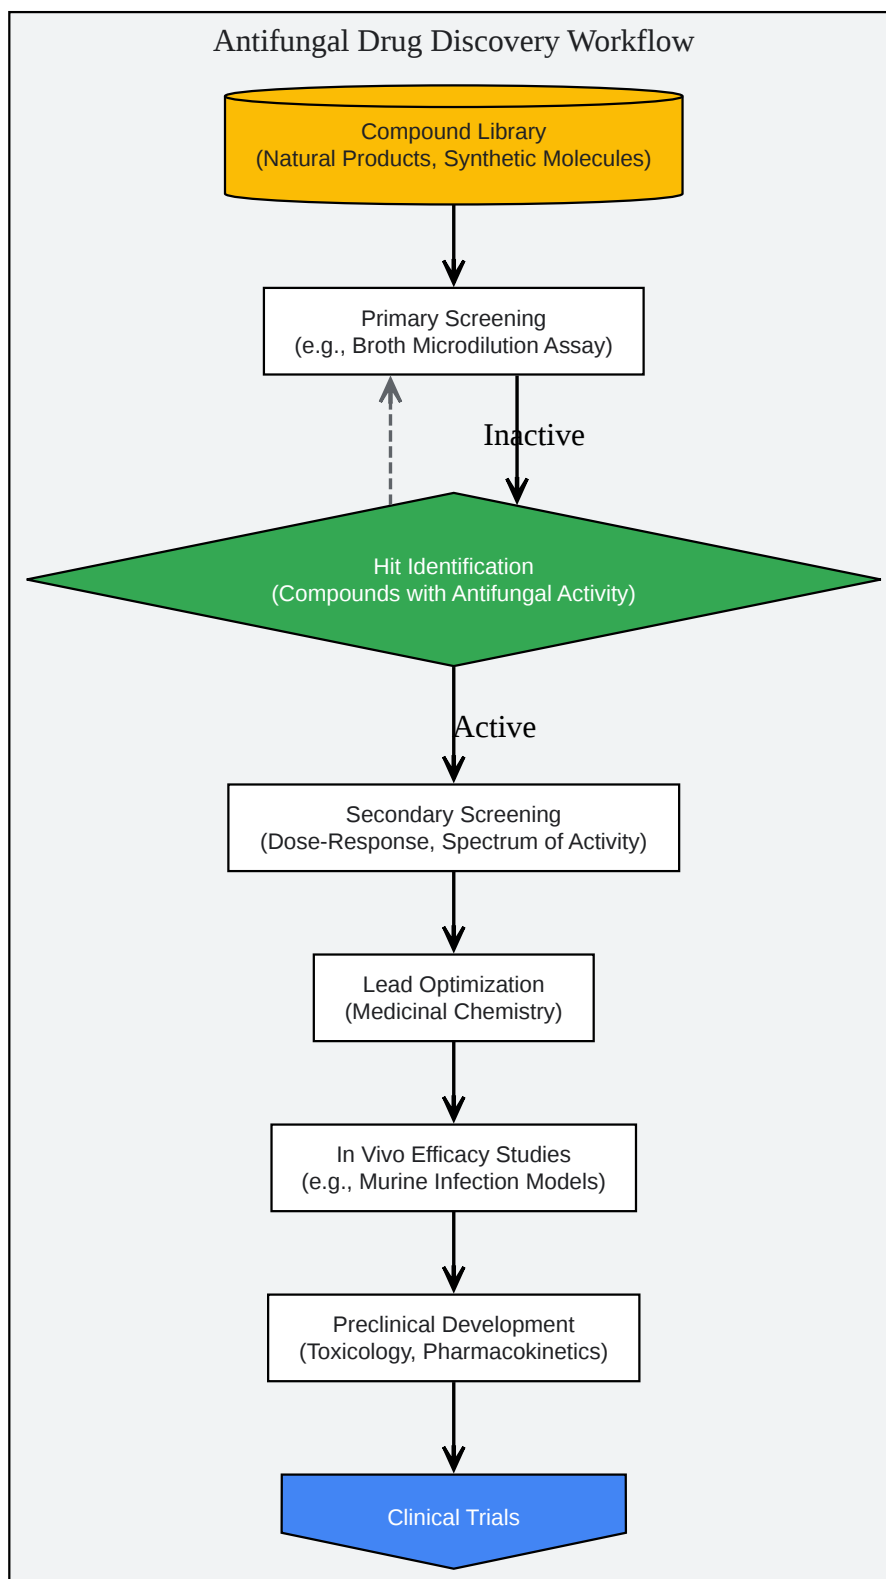 Antifungal Drug Discovery Workflow
Compound Library
(Natural Products, Synthetic Molecules)
Primary Screening
(e.g., Broth Microdilution Assay)
Inactive
Hit Identification
(Compounds with Antifungal Activity)
Active
Secondary Screening
(Dose-Response, Spectrum of Activity)
Lead Optimization
(Medicinal Chemistry)
In Vivo Efficacy Studies
(e.g., Murine Infection Models)
Preclinical Development
(Toxicology, Pharmacokinetics)
Clinical Trials